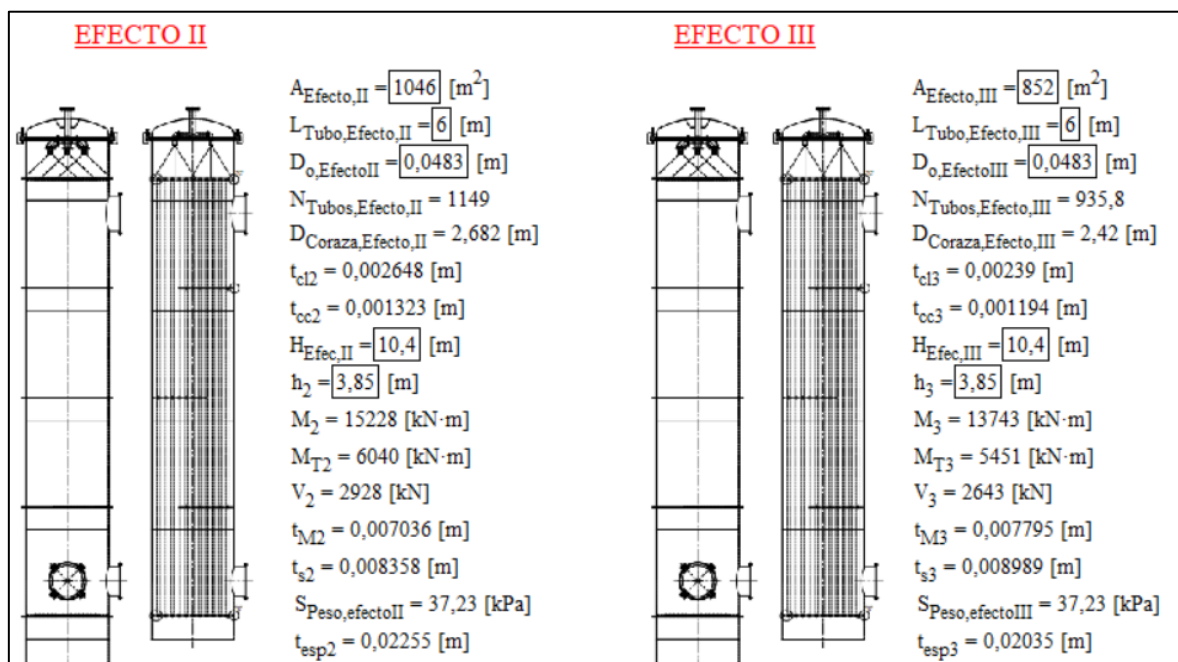 EFECTO II
A_Efecto,II = 1046 [m²]
L_Tubo,Efecto,II = 6 [m]
D_o,EfectoII = 0,0483 [m]
N_Tubos,Efecto,II = 1149
D_Coraza,Efecto,II = 2,682 [m]
t_cl2 = 0,002648 [m]
t_cc2 = 0,001323 [m]
H_Efec,II = 10,4 [m]
h_2 = 3,85 [m]
M_2 = 15228 [kN·m]
M_T2 = 6040 [kN·m]
V_2 = 2928 [kN]
t_M2 = 0,007036 [m]
t_s2 = 0,008358 [m]
S_Peso,efectoII = 37,23 [kPa]
t_esp2 = 0,02255 [m]
EFECTO III
A_Efecto,III = 852 [m²]
L_Tubo,Efecto,III = 6 [m]
D_o,EfectoIII = 0,0483 [m]
N_Tubos,Efecto,III = 935,8
D_Coraza,Efecto,III = 2,42 [m]
t_cl3 = 0,00239 [m]
t_cc3 = 0,001194 [m]
H_Efec,III = 10,4 [m]
h_3 = 3,85 [m]
M_3 = 13743 [kN·m]
M_T3 = 5451 [kN·m]
V_3 = 2643 [kN]
t_M3 = 0,007795 [m]
t_s3 = 0,008989 [m]
S_Peso,efectoIII = 37,23 [kPa]
t_esp3 = 0,02035 [m]